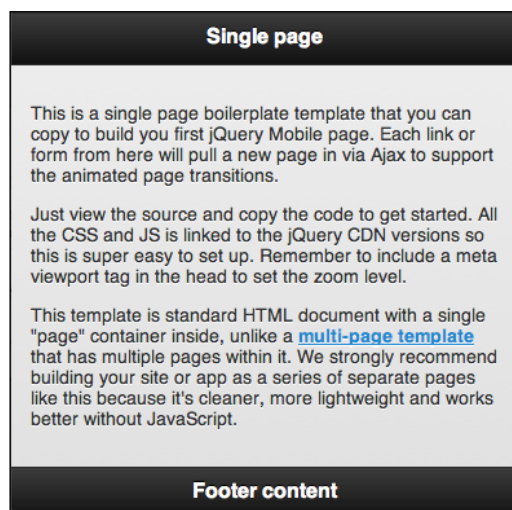 Single page
This is a single page boilerplate template that you can
copy to build you first jQuery Mobile page. Each link or
form from here will pull a new page in via Ajax to support
the animated page transitions.
Just view the source and copy the code to get started. All
the CSS and JS is linked to the jQuery CDN versions so
this is super easy to set up. Remember to include a meta
viewport tag in the head to set the zoom level.
This template is standard HTML document with a single
"page" container inside, unlike a multi-page template
that has multiple pages within it. We strongly recommend
building your site or app as a series of separate pages
like this because it's cleaner, more lightweight and works
better without JavaScript.
Footer content